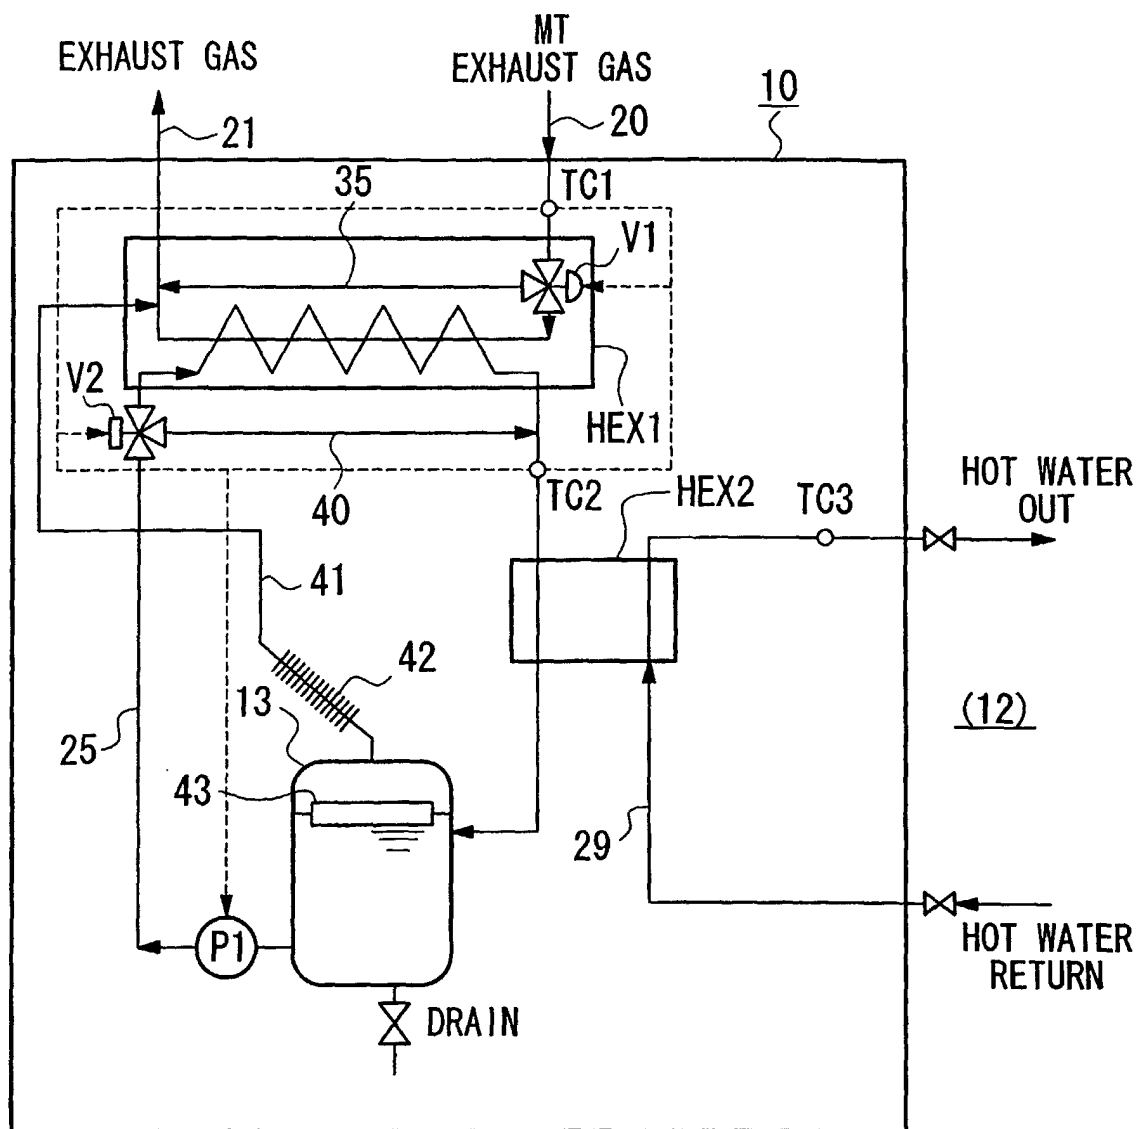 MT
EXHAUST GAS
EXHAUST GAS
10
21
20
35
TC1
V1
V2
HEX1
40
TC2
HEX2
TC3
HOT WATER
OUT
41
42
13
25
(12)
43
29
P1
HOT WATER
RETURN
DRAIN